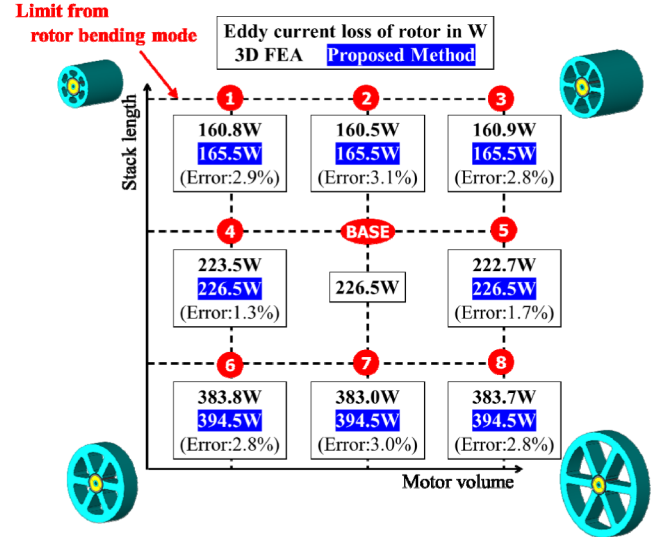 Limit from
rotor bending mode
Eddy current loss of rotor in W
3D FEA Proposed Method
Stack length
1
2
3
160.8W
165.5W
(Error:2.9%)
160.5W
165.5W
(Error:3.1%)
160.9W
165.5W
(Error:2.8%)
4
BASE
5
223.5W
226.5W
(Error:1.3%)
226.5W
222.7W
226.5W
(Error:1.7%)
6
7
8
383.8W
394.5W
(Error:2.8%)
383.0W
394.5W
(Error:3.0%)
383.7W
394.5W
(Error:2.8%)
Motor volume